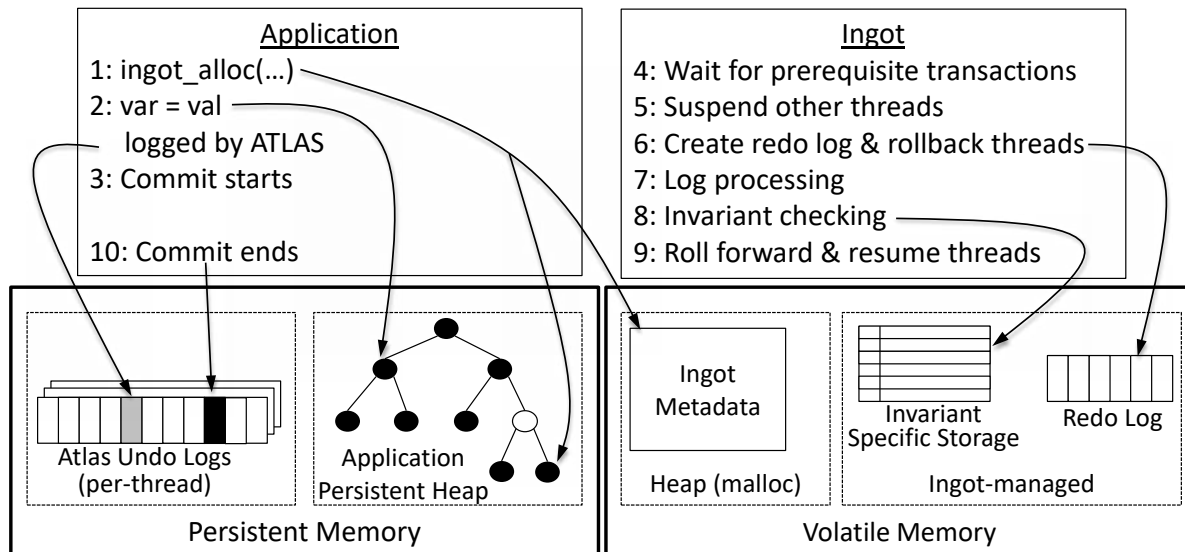 Application
1: ingot_alloc(...)
2: var = val
logged by ATLAS
3: Commit starts
10: Commit ends
Ingot
4: Wait for prerequisite transactions
5: Suspend other threads
6: Create redo log & rollback threads
7: Log processing
8: Invariant checking
9: Roll forward & resume threads
Atlas Undo Logs
(per-thread)
Application
Persistent Heap
Persistent Memory
Ingot
Metadata
Heap (malloc)
Invariant
Specific Storage
Redo Log
Ingot-managed
Volatile Memory